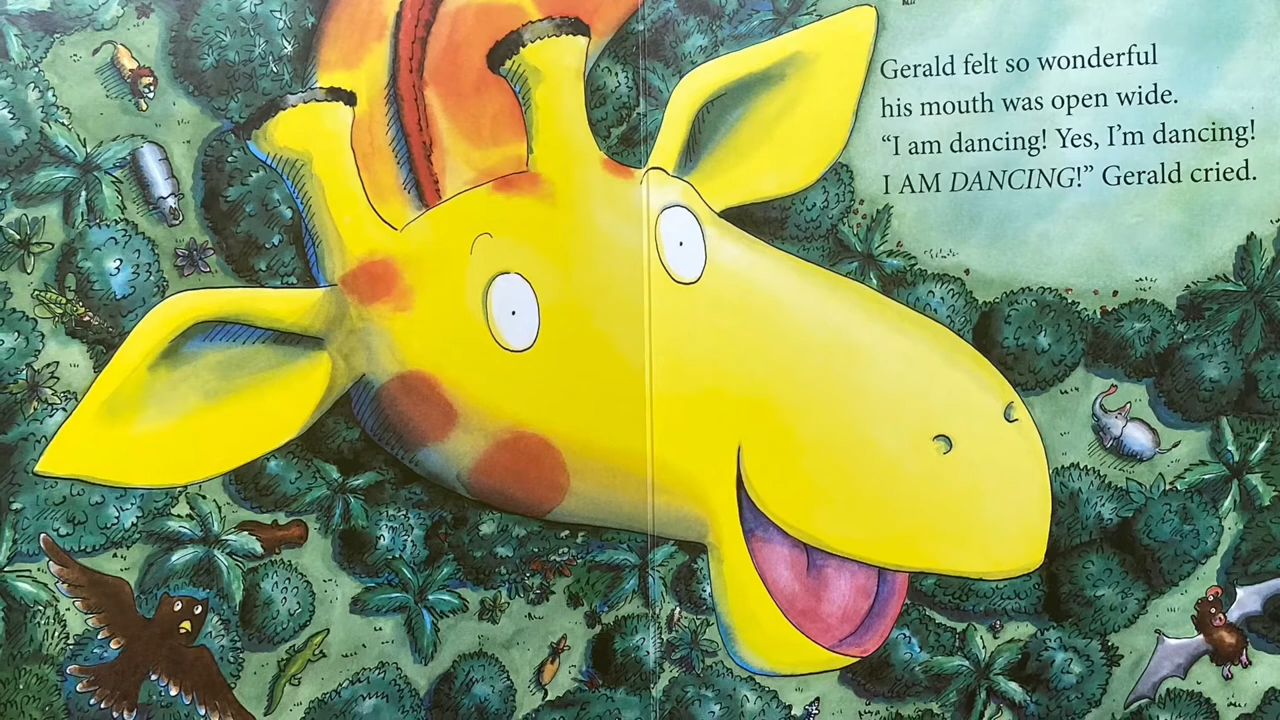 Gerald felt so wonderful
his mouth was open wide.
“I am dancing! Yes, I’m dancing!
I AM DANCING!” Gerald cried.